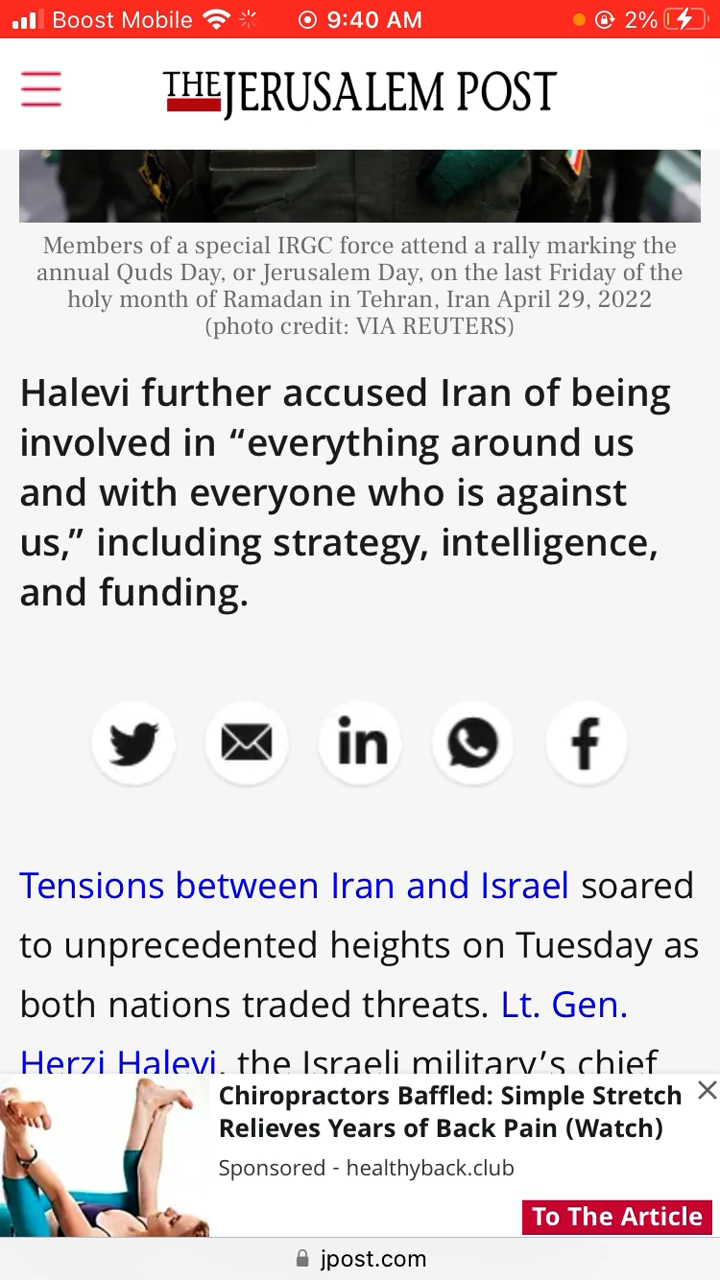 Boost Mobile
9:40 AM
2%
THE JERUSALEM POST
Members of a special IRGC force attend a rally marking the
annual Quds Day, or Jerusalem Day, on the last Friday of the
holy month of Ramadan in Tehran, Iran April 29, 2022
(photo credit: VIA REUTERS)
Halevi further accused Iran of being
involved in “everything around us
and with everyone who is against
us,” including strategy, intelligence,
and funding.
in
f
Tensions between Iran and Israel soared
to unprecedented heights on Tuesday as
both nations traded threats. Lt. Gen.
Herzi Halevi, the Israeli military’s chief
Chiropractors Baffled: Simple Stretch
Relieves Years of Back Pain (Watch)
Sponsored - healthyback.club
To The Article
jpost.com